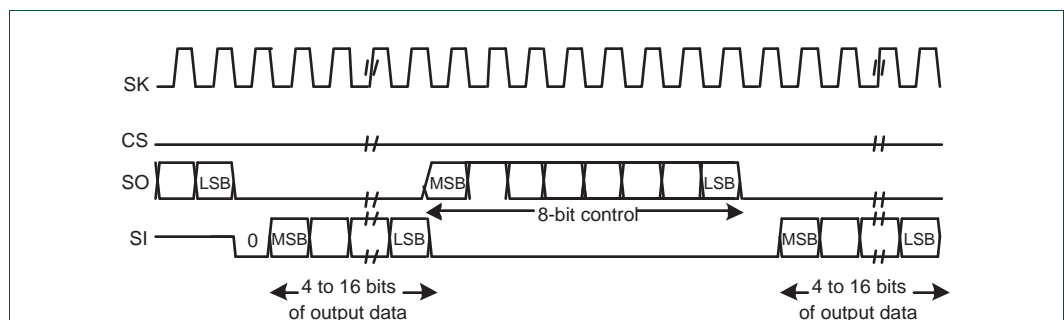 SK
CS
SO LSB MSB LSB
8-bit control
SI 0 MSB LSB MSB LSB
4 to 16 bits 4 to 16 bits
of output data of output data